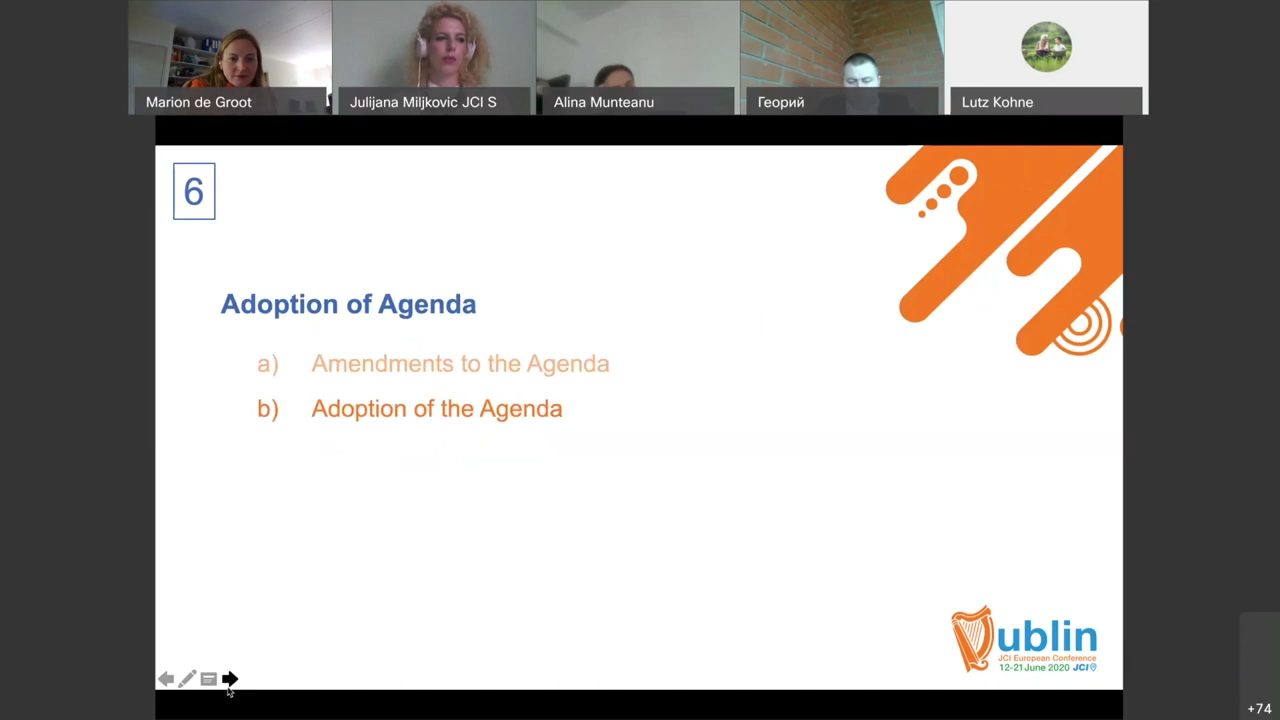 Marion de Groot
Julijana Miljkovic JCI S
Alina Munteanu
Георий
Lutz Kohne
6
Adoption of Agenda
a) Amendments to the Agenda
b) Adoption of the Agenda
ublin
JCI European Conference
12-21 June 2020 JCI
+74